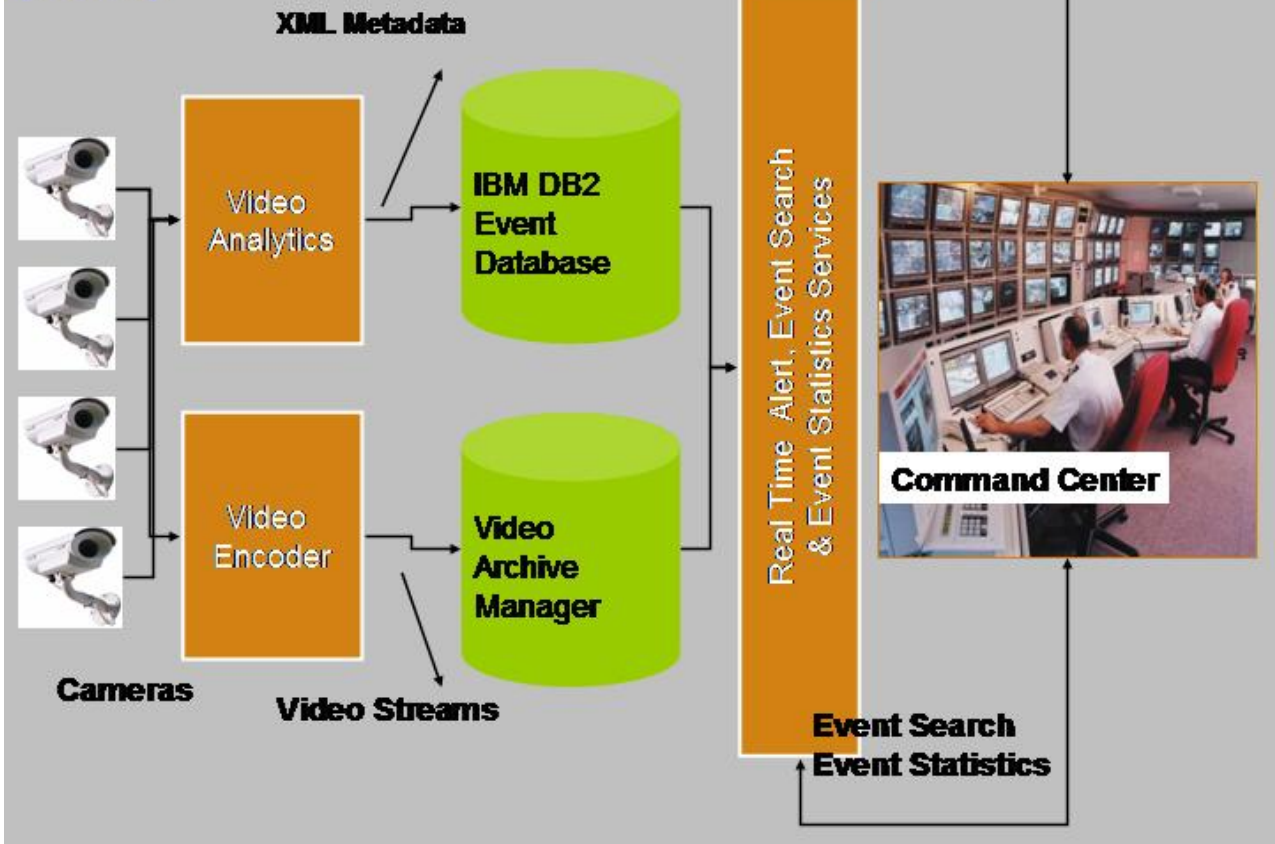 XML Metadata
Video
Analytics
IBM DB2
Event
Database
Real Time Alert, Event Search
& Event Statistics Services
Command Center
Video
Encoder
Video
Archive
Manager
Cameras
Video Streams
Event Search
Event Statistics